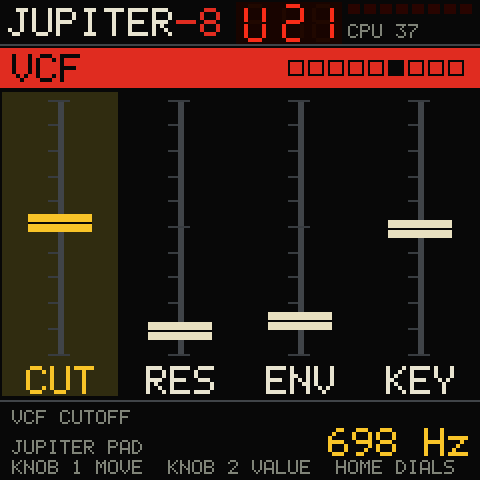 JUPITER-8 U21 CPU 37
VCF
CUT RES ENV KEY
VCF CUTOFF
JUPITER PAD 698 Hz
KNOB 1 MOVE KNOB 2 VALUE HOME DIALS